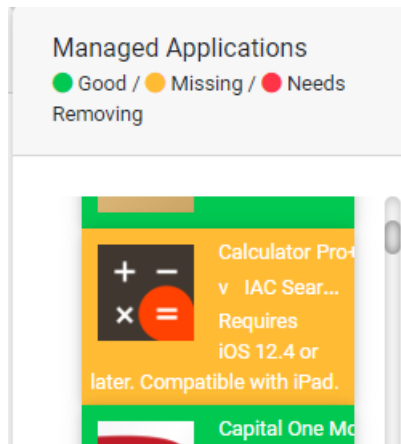 Managed Applications
Good / Missing / Needs
Removing
Calculator Pro+
v IAC Sear...
Requires
iOS 12.4 or
later. Compatible with iPad.
Capital One Mo